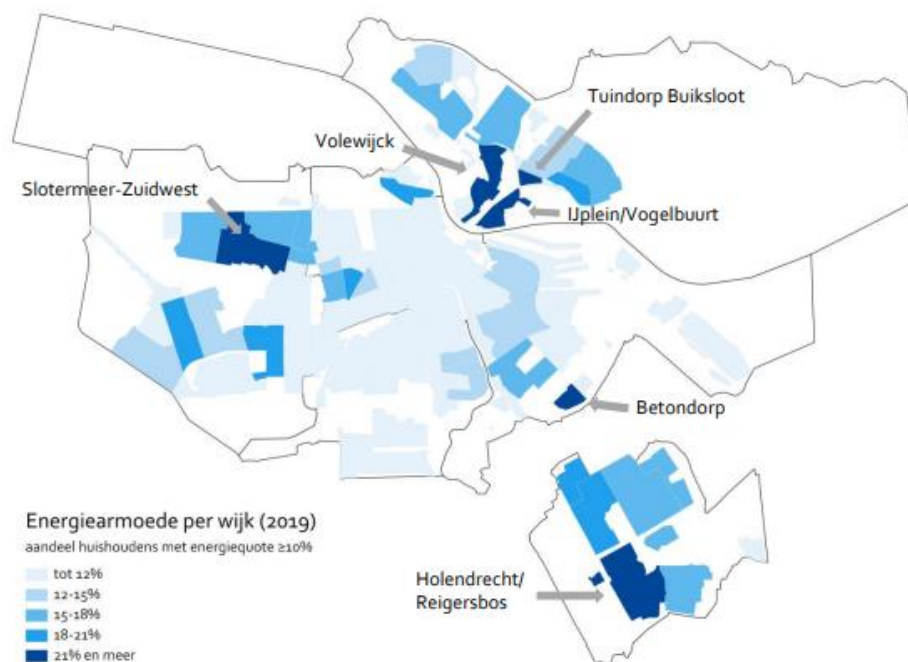 Tuindorp Buiksloot
Volewijck
Slotermeer-Zuidwest
IJplein/Vogelbuurt
Betondorp
Energiearmoede per wijk (2019)
aandeel huishoudens met energiequote ≥10%
tot 12%
12-15%
15-18%
18-21%
21% en meer
Holendrecht/
Reigersbos